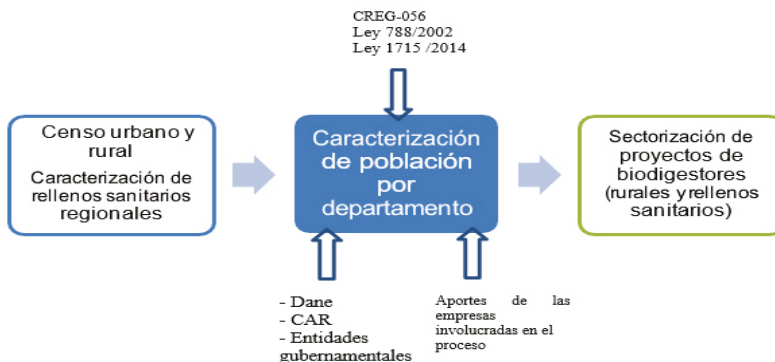 CREG-056
Ley 788/2002
Ley 1715 /2014
Censo urbano y
rural
Caracterización de
rellenos sanitarios
regionales
Caracterización
de población
por
departamento
Sectorización de
proyectos de
biodigestores
(rurales y rellenos
sanitarios)
- Dane
- CAR
- Entidades
gubernamentales
Aportes de las
empresas
involucradas en el
proceso